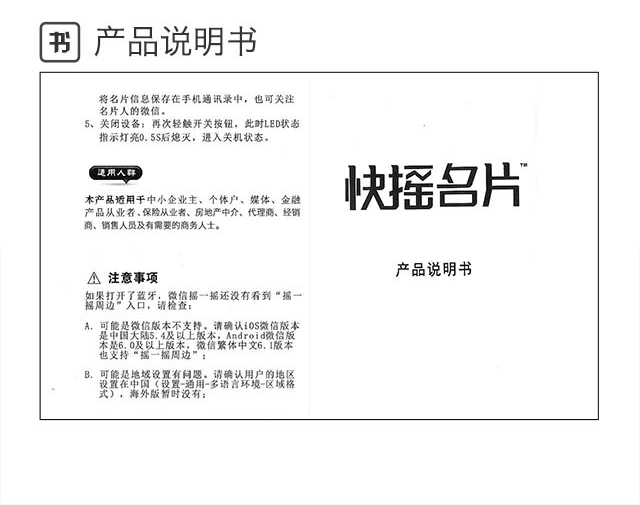 书 产品说明书
将名片信息保存在手机通讯录中，也可关注
名片人的微信。
5、关闭设备：再次轻触开关按钮，此时LED状态
指示灯亮0.5S后熄灭，进入关机状态。
适用人群
本产品适用于中小企业主、个体户、媒体、金融
产品从业者、保险从业者、房地产中介、代理商、经销
商、销售人员及有需要的商务人士。
注意事项
如果打开了蓝牙，微信摇一摇还没有看到“摇一
摇周边”入口，请检查：
A. 可能是微信版本不支持。请确认iOS微信版本
是中国大陆5.4及以上版本，Android微信版
本是6.0及以上版本，微信繁体中文6.1版本
也支持“摇一摇周边”；
B. 可能是地域设置有问题。请确认用户的地区
设置在中国（设置-通用-多语言环境-区域格
式），海外版暂时没有；
快摇名片™
产品说明书